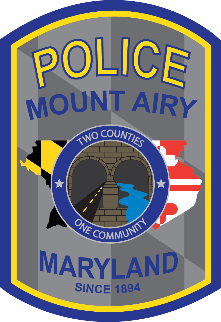 POLICE
MOUNT AIRY
TWO COUNTIES
ONE COMMUNITY
MARYLAND
SINCE 1894